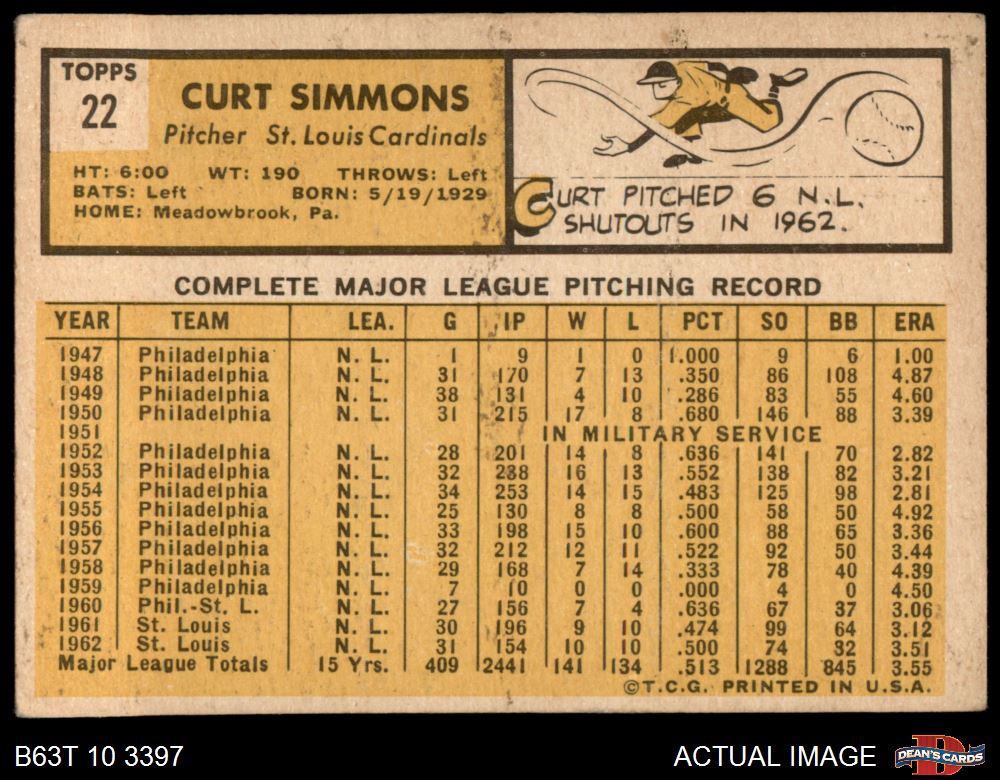 TOPPS
22
CURT SIMMONS
Pitcher St. Louis Cardinals
HT: 6:00 WT: 190 THROWS: Left
BATS: Left BORN: 5/19/1929
HOME: Meadowbrook, Pa.
CURT PITCHED 6 N.L.
SHUTOUTS IN 1962.
COMPLETE MAJOR LEAGUE PITCHING RECORD
YEAR TEAM LEA. G IP W L PCT SO BB ERA
1947 Philadelphia N. L. 1 9 1 0 1.000 9 6 1.00
1948 Philadelphia N. L. 31 170 7 13 .350 86 108 4.87
1949 Philadelphia N. L. 38 131 4 10 .286 83 55 4.60
1950 Philadelphia N. L. 31 215 17 8 .680 146 88 3.39
1951 IN MILITARY SERVICE
1952 Philadelphia N. L. 28 201 14 8 .636 141 70 2.82
1953 Philadelphia N. L. 32 238 16 13 .552 138 82 3.21
1954 Philadelphia N. L. 34 253 14 15 .483 125 98 2.81
1955 Philadelphia N. L. 25 130 8 8 .500 58 50 4.92
1956 Philadelphia N. L. 33 198 15 10 .600 88 65 3.36
1957 Philadelphia N. L. 32 212 12 11 .522 92 50 3.44
1958 Philadelphia N. L. 29 168 7 14 .333 78 40 4.39
1959 Philadelphia N. L. 7 10 0 0 .000 4 0 4.50
1960 Phil.-St. L. N. L. 27 156 7 4 .636 67 37 3.06
1961 St. Louis N. L. 30 196 9 10 .474 99 64 3.12
1962 St. Louis N. L. 31 154 10 10 .500 74 32 3.51
Major League Totals 15 Yrs. 409 2441 141 134 .513 1288 845 3.55
©T.C.G. PRINTED IN U.S.A.
B63T 10 3397 ACTUAL IMAGE DEAN'S CARDS